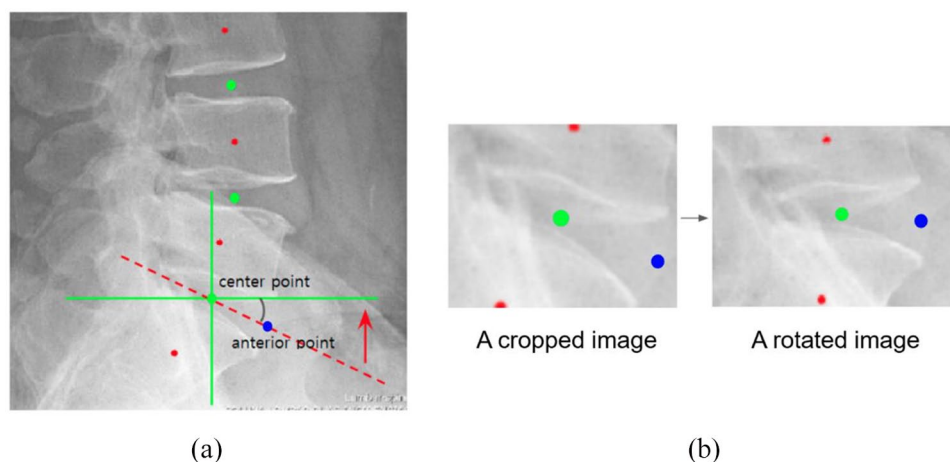 center point
anterior point
A cropped image
A rotated image
(a)
(b)